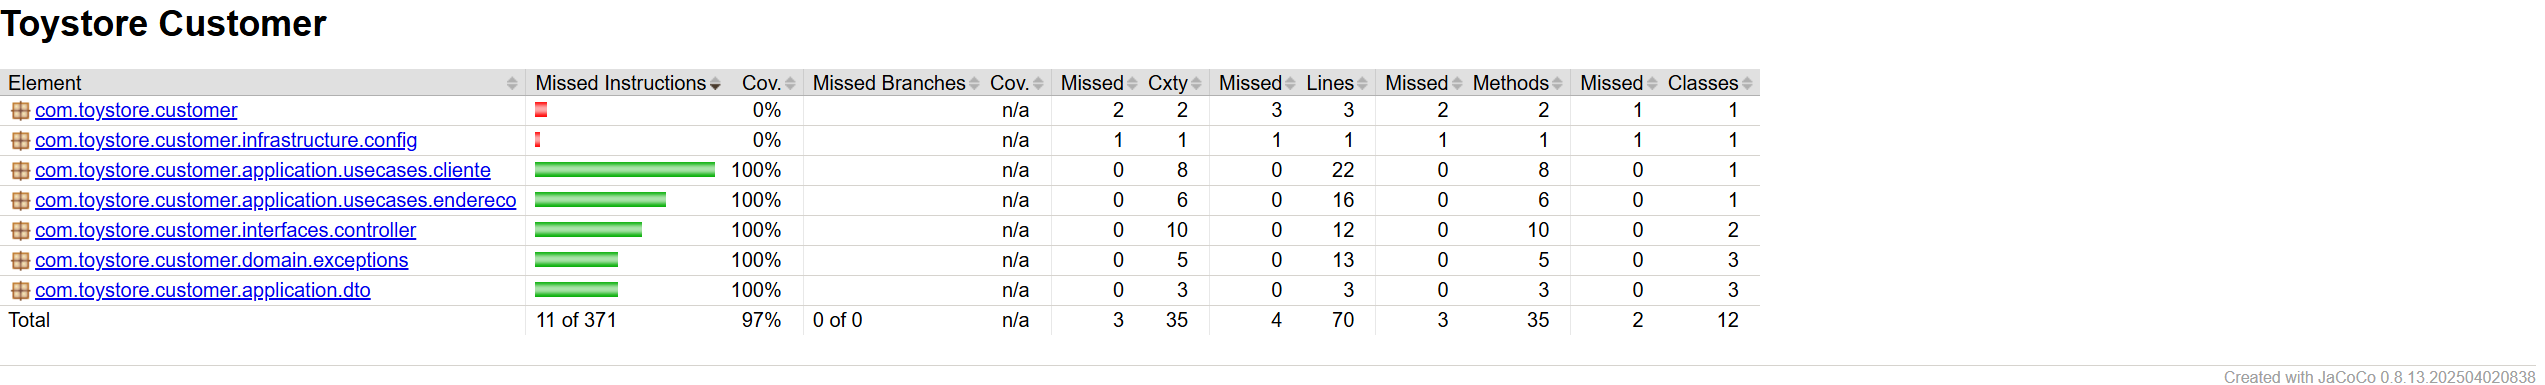 Toystore Customer
Element Missed Instructions Cov. Missed Branches Cov. Missed Cxty Missed Lines Missed Methods Missed Classes
com.toystore.customer 0% n/a 2 2 3 3 2 2 1 1
com.toystore.customer.infrastructure.config 0% n/a 1 1 1 1 1 1 1 1
com.toystore.customer.application.usecases.cliente 100% n/a 0 8 0 22 0 8 0 1
com.toystore.customer.application.usecases.endereco 100% n/a 0 6 0 16 0 6 0 1
com.toystore.customer.interfaces.controller 100% n/a 0 10 0 12 0 10 0 2
com.toystore.customer.domain.exceptions 100% n/a 0 5 0 13 0 5 0 3
com.toystore.customer.application.dto 100% n/a 0 3 0 3 0 3 0 3
Total 11 of 371 97% 0 of 0 n/a 3 35 4 70 3 35 2 12
Created with JaCoCo 0.8.13.202504020838